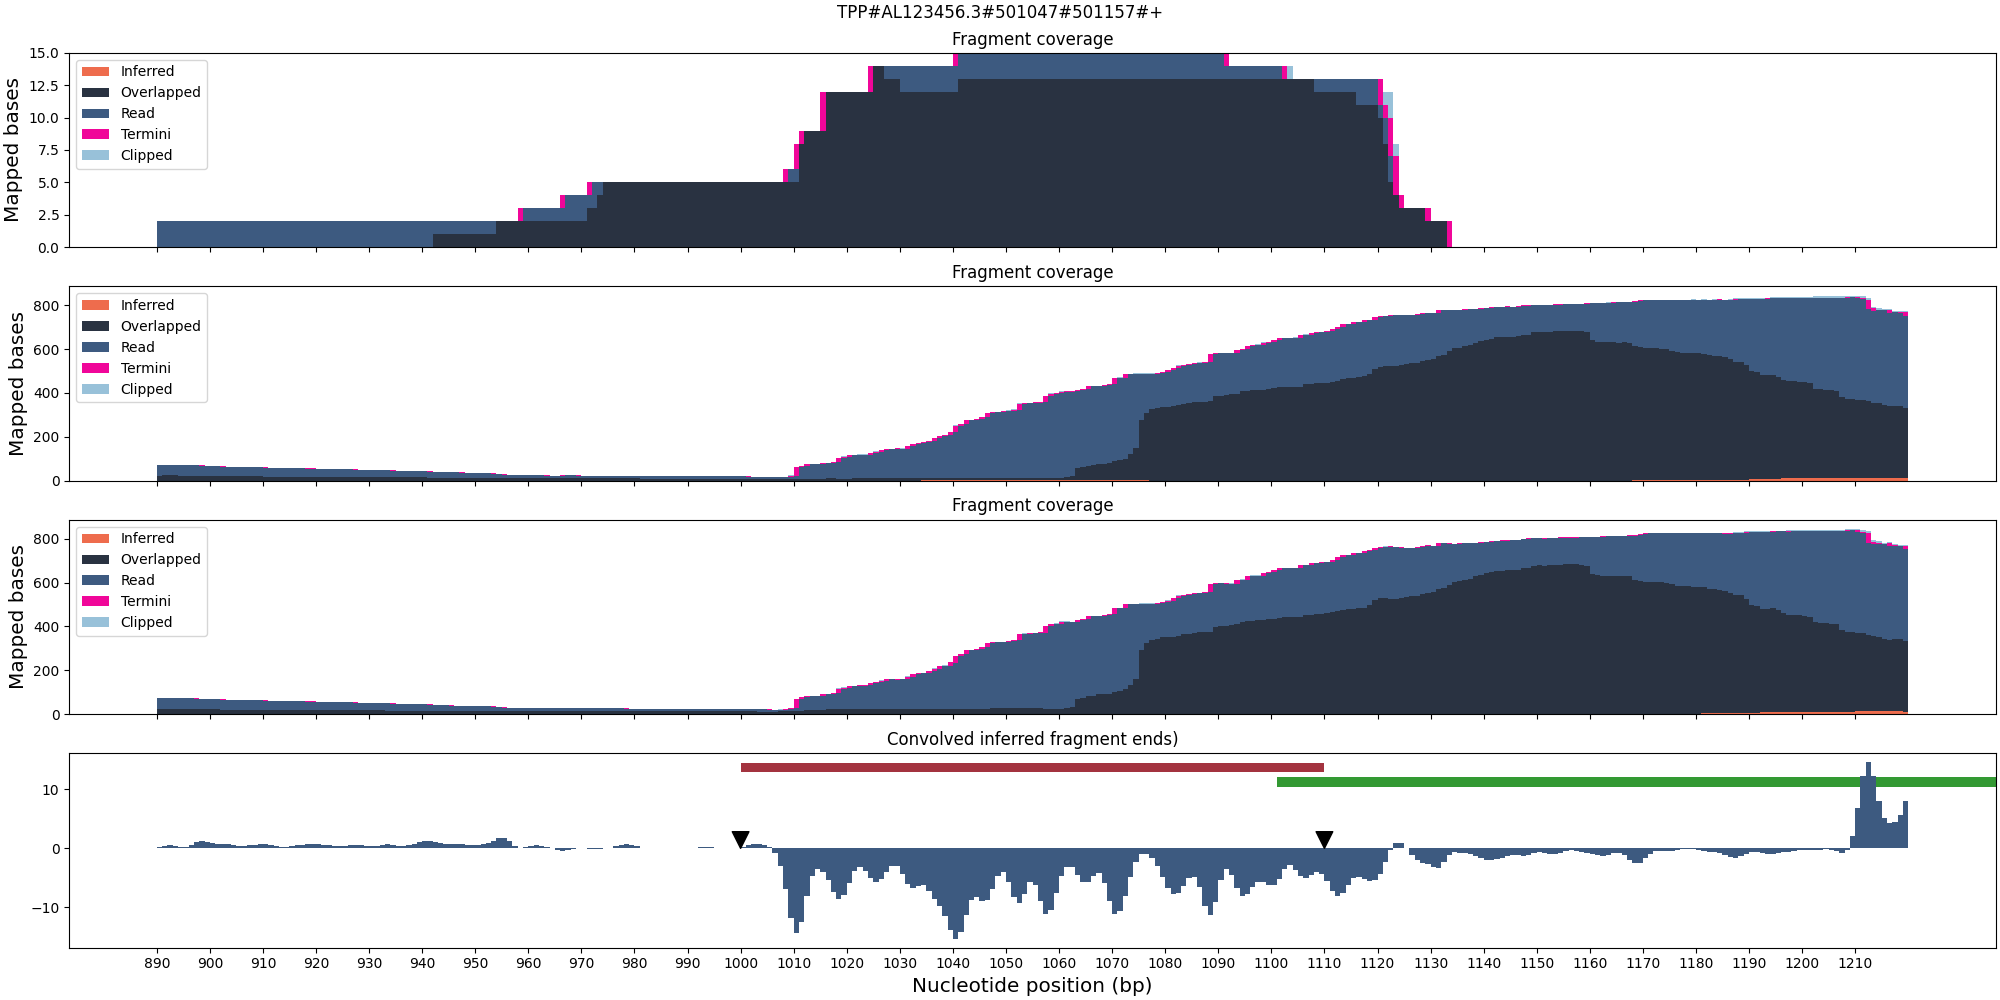 TPP#AL123456.3#501047#501157#+
Fragment coverage
Mapped bases
15.0
12.5
10.0
7.5
5.0
2.5
0.0
Inferred
Overlapped
Read
Termini
Clipped
Fragment coverage
Mapped bases
800
600
400
200
0
Inferred
Overlapped
Read
Termini
Clipped
Fragment coverage
Mapped bases
800
600
400
200
0
Inferred
Overlapped
Read
Termini
Clipped
Convolved inferred fragment ends)
10
0
−10
890 900 910 920 930 940 950 960 970 980 990 1000 1010 1020 1030 1040 1050 1060 1070 1080 1090 1100 1110 1120 1130 1140 1150 1160 1170 1180 1190 1200 1210
Nucleotide position (bp)